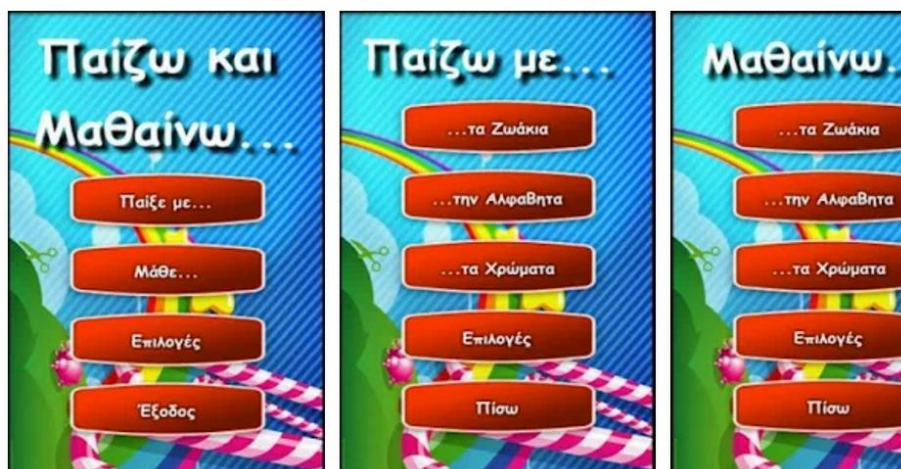 Παίζω και
Μαθαίνω...
Παίξε με...
Μάθε...
Επιλογές
Έξοδος
Παίζω με...
...τα Ζωάκια
...την ΑλφαΒητα
...τα Χρώματα
Επιλογές
Πίσω
Μαθαίνω.
...τα Ζωάκια
...την ΑλφαΒητα
...τα Χρώματα
Επιλογές
Πίσω